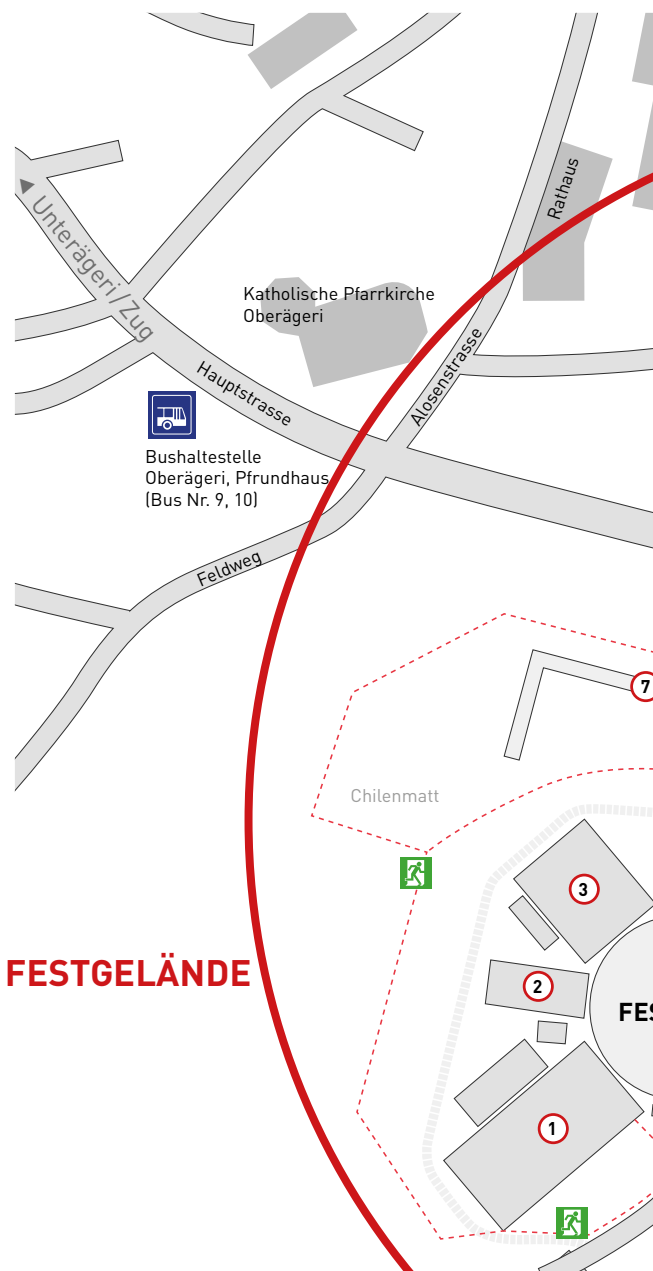 Unterägeri/Zug
Rathaus
Katholische Pfarrkirche
Oberägeri
Hauptstrasse
Alosenstrasse
Bushaltestelle
Oberägeri, Pfrundhaus
(Bus Nr. 9, 10)
Feldweg
7
Chilenmatt
3
FESTGELÄNDE
2
FES
1